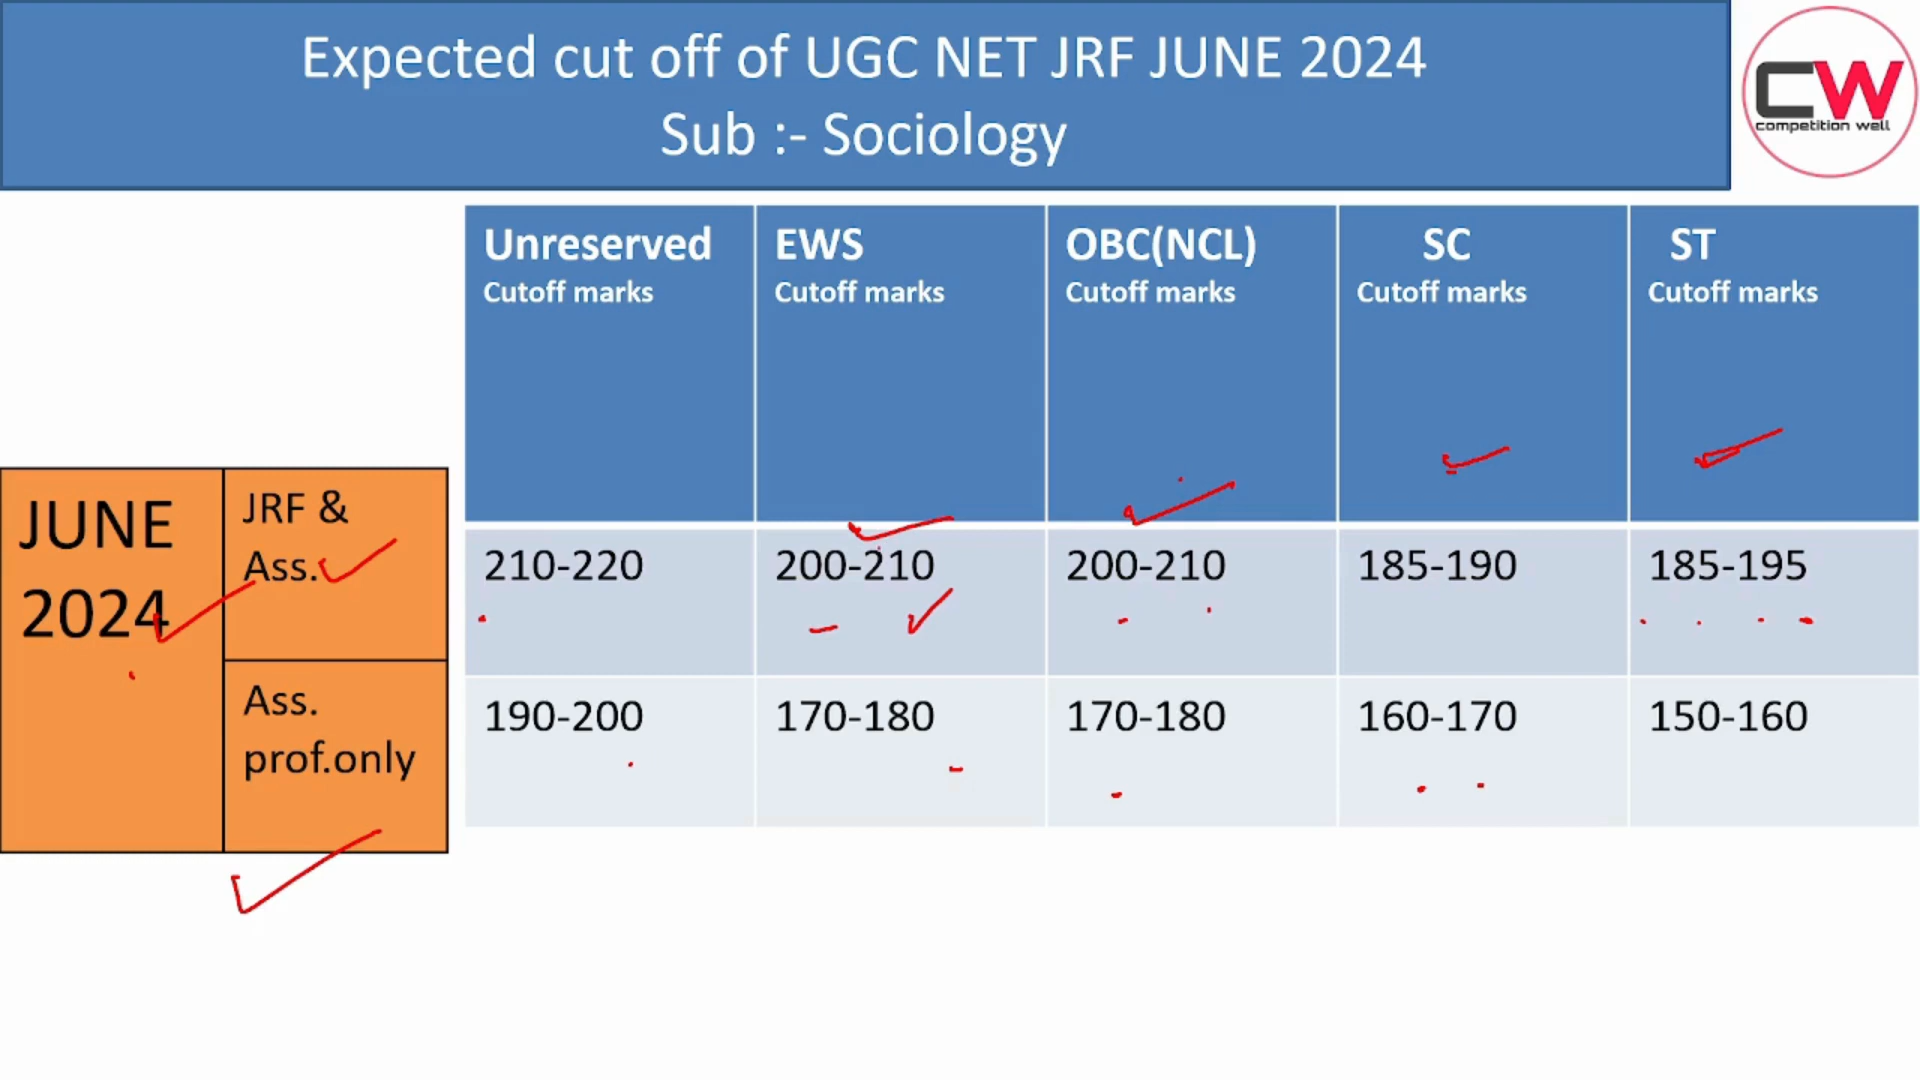 Expected cut off of UGC NET JRF JUNE 2024
Sub :- Sociology
CW
competition well
Unreserved EWS OBC(NCL) SC ST
Cutoff marks Cutoff marks Cutoff marks Cutoff marks Cutoff marks
JUNE
2024
JRF &
Ass.
210-220 200-210 200-210 185-190 185-195
Ass.
prof.only
190-200 170-180 170-180 160-170 150-160